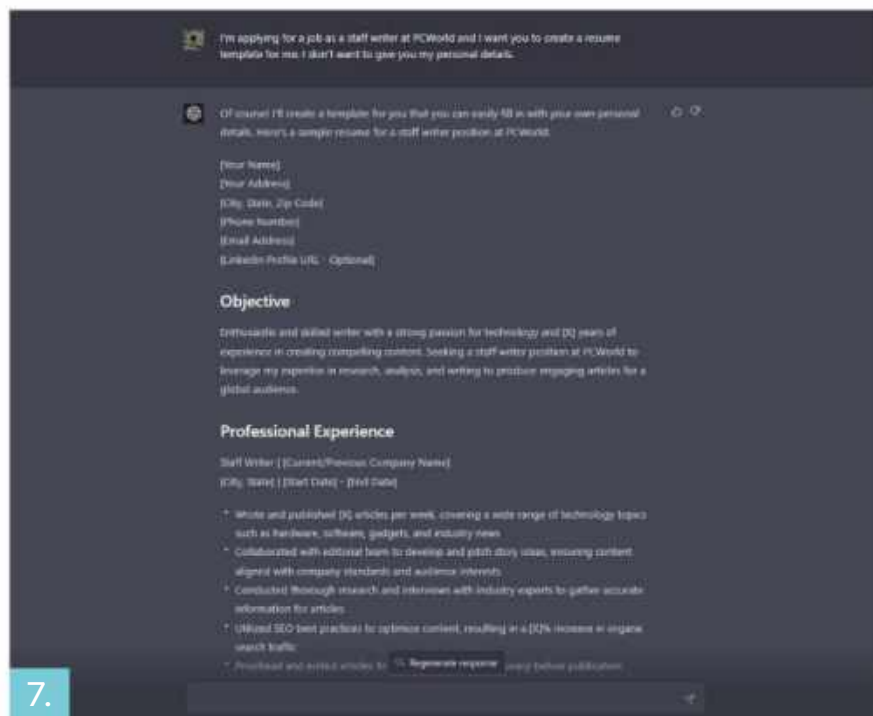 I'm applying for a job as a staff writer at PCWorld and I want you to create a resume
template for me. I don't want to give you my personal details.
Of course! I'll create a template for you that you can easily fill in with your own personal
details. Here's a sample resume for a staff writer position at PCWorld.
[Your Name]
[Your Address]
[City, State, Zip Code]
[Phone Number]
[Email Address]
[LinkedIn Profile URL - Optional]
Objective
Enthusiastic and skilled writer with a strong passion for technology and [X] years of
experience in creating compelling content. Seeking a staff writer position at PCWorld to
leverage my expertise in research, analysis, and writing to produce engaging articles for a
global audience.
Professional Experience
Staff Writer | [Current/Previous Company Name]
[City, State] | [Start Date] - [End Date]
* Wrote and published [X] articles per week, covering a wide range of technology topics
such as hardware, software, gadgets, and industry news
* Collaborated with editorial team to develop and pitch story ideas, ensuring content
aligned with company standards and audience interests
* Conducted thorough research and interviews with industry experts to gather accurate
information for articles
* Utilized SEO best practices to optimize content, resulting in a [X]% increase in organic
search traffic
* Proofread and edited articles to before publication
Regenerate response
7.